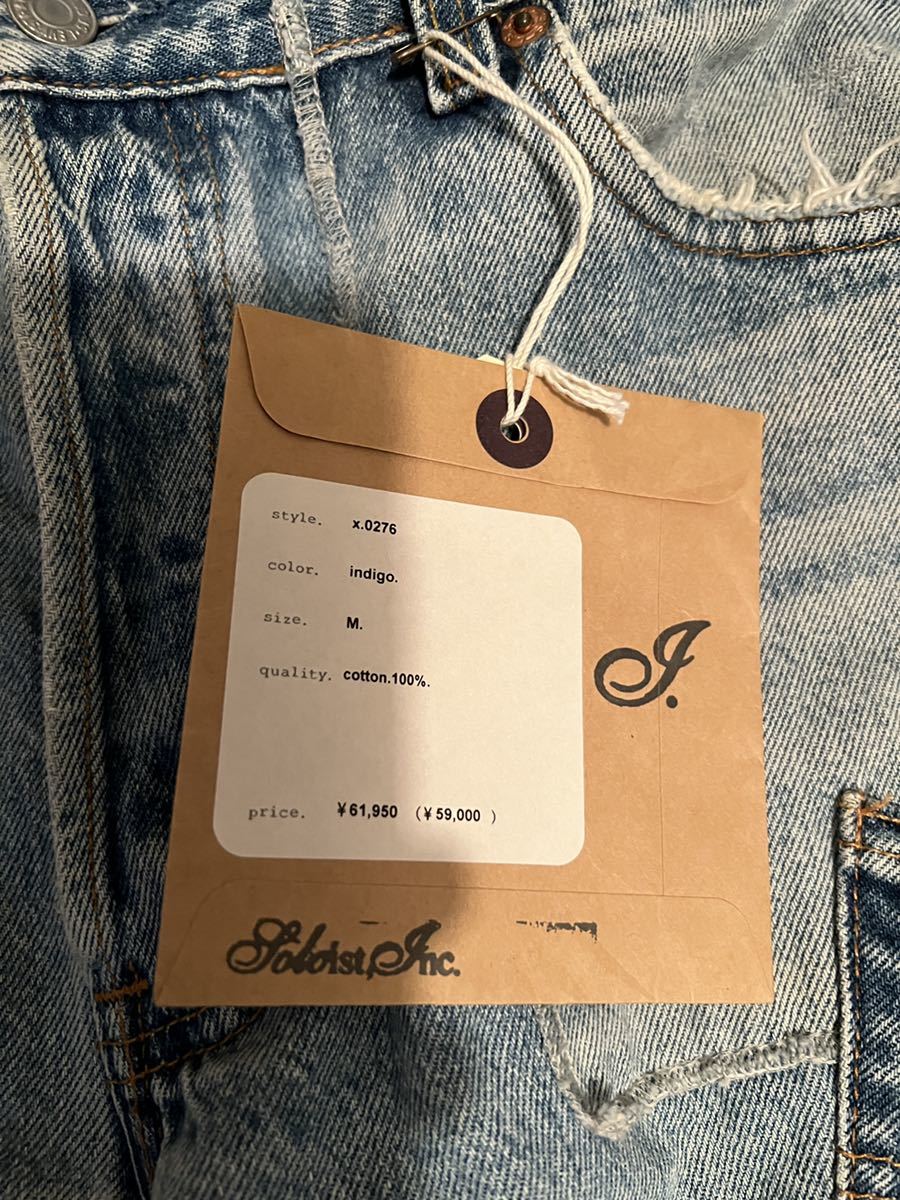 style. x.0276
color. indigo.
size. M.
quality. cotton.100%.
price. ¥61,950 (¥59,000 )
I.
Soloist,Inc.